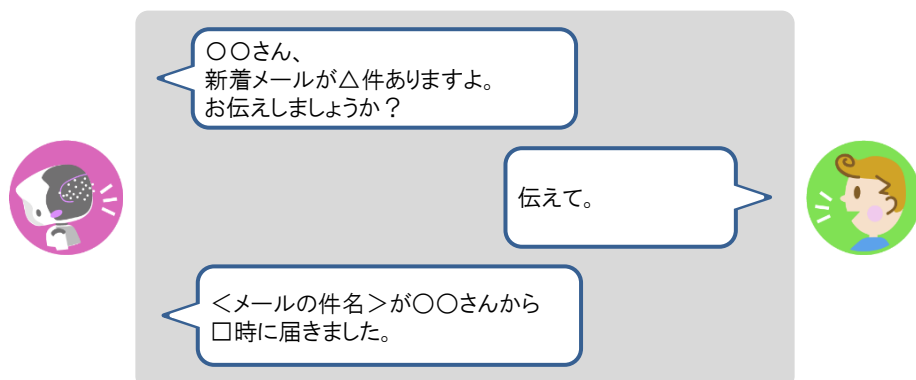 〇〇さん、
新着メールが△件ありますよ。
お伝えしましょうか？
伝えて。
＜メールの件名＞が〇〇さんから
□時に届きました。